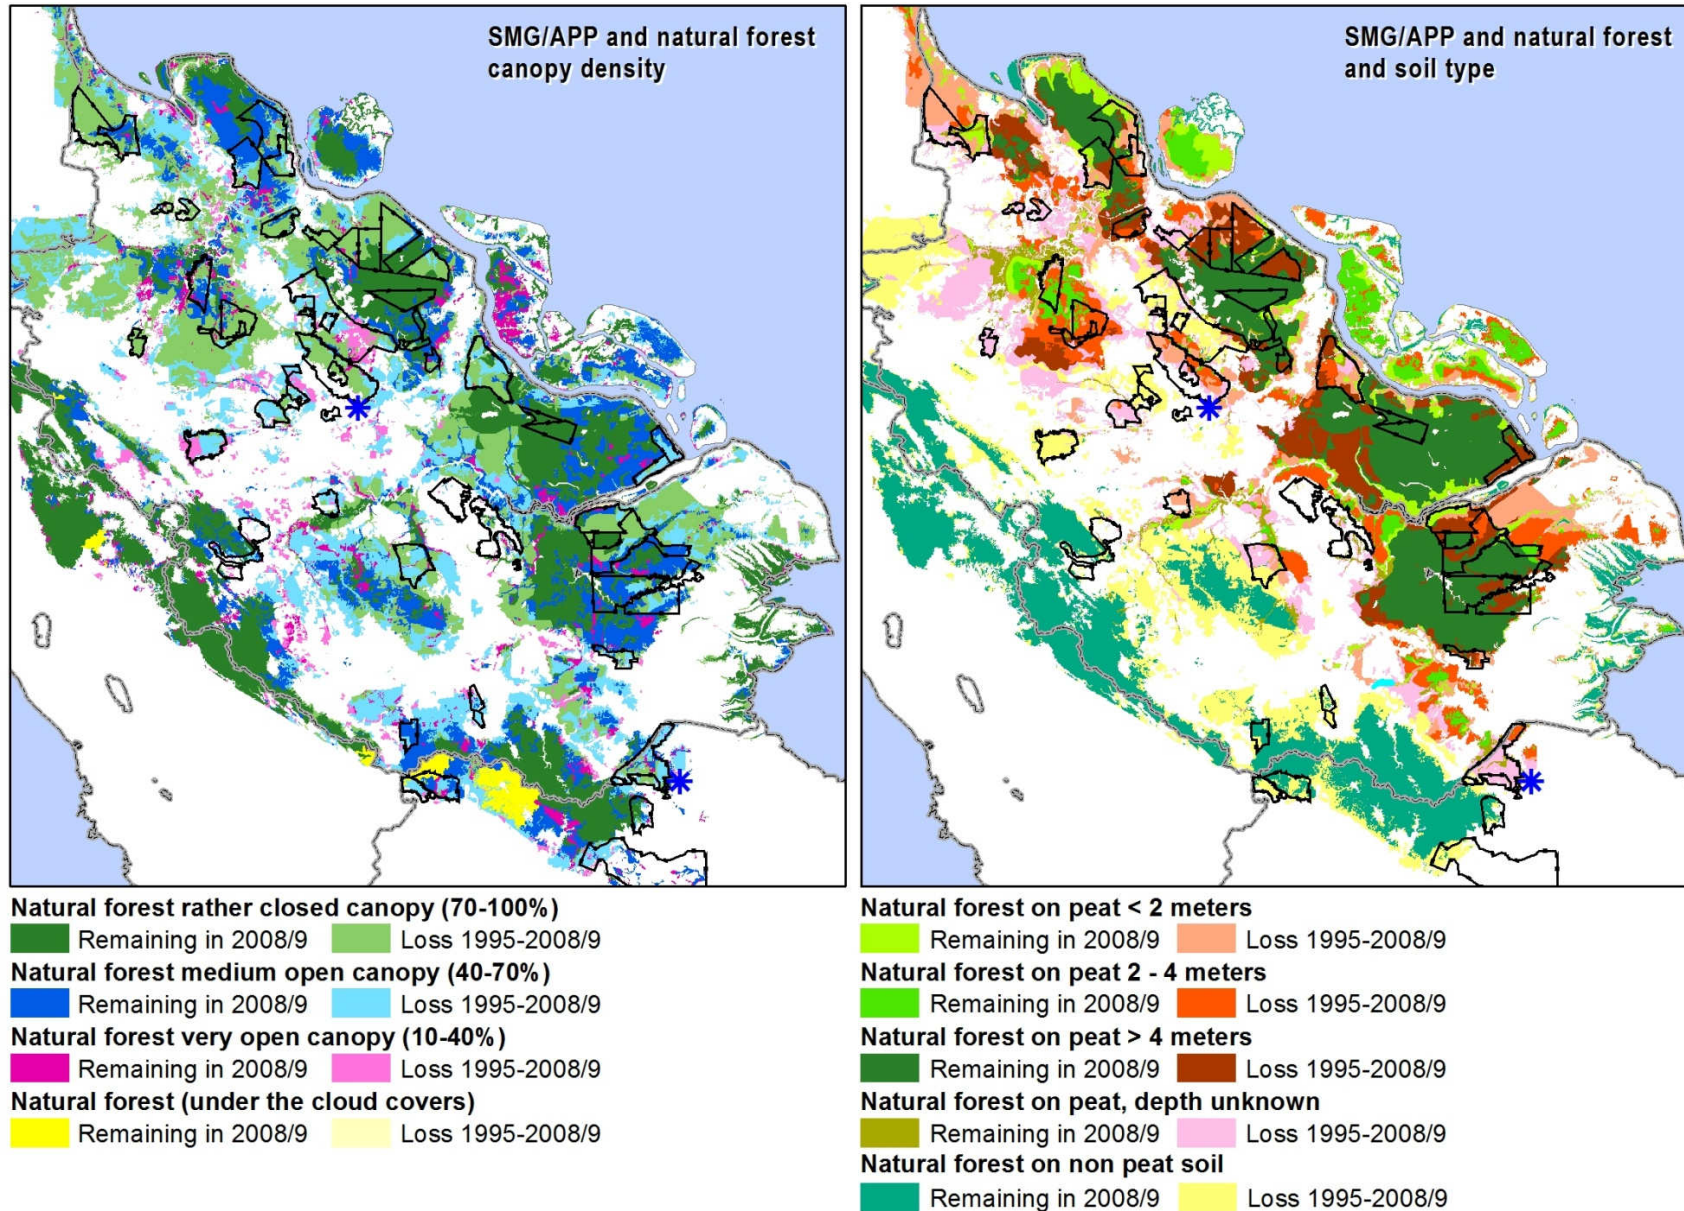 SMG/APP and natural forest
canopy density
SMG/APP and natural forest
and soil type
Natural forest rather closed canopy (70-100%)
Remaining in 2008/9 Loss 1995-2008/9
Natural forest medium open canopy (40-70%)
Remaining in 2008/9 Loss 1995-2008/9
Natural forest very open canopy (10-40%)
Remaining in 2008/9 Loss 1995-2008/9
Natural forest (under the cloud covers)
Remaining in 2008/9 Loss 1995-2008/9
Natural forest on peat < 2 meters
Remaining in 2008/9 Loss 1995-2008/9
Natural forest on peat 2 - 4 meters
Remaining in 2008/9 Loss 1995-2008/9
Natural forest on peat > 4 meters
Remaining in 2008/9 Loss 1995-2008/9
Natural forest on peat, depth unknown
Remaining in 2008/9 Loss 1995-2008/9
Natural forest on non peat soil
Remaining in 2008/9 Loss 1995-2008/9